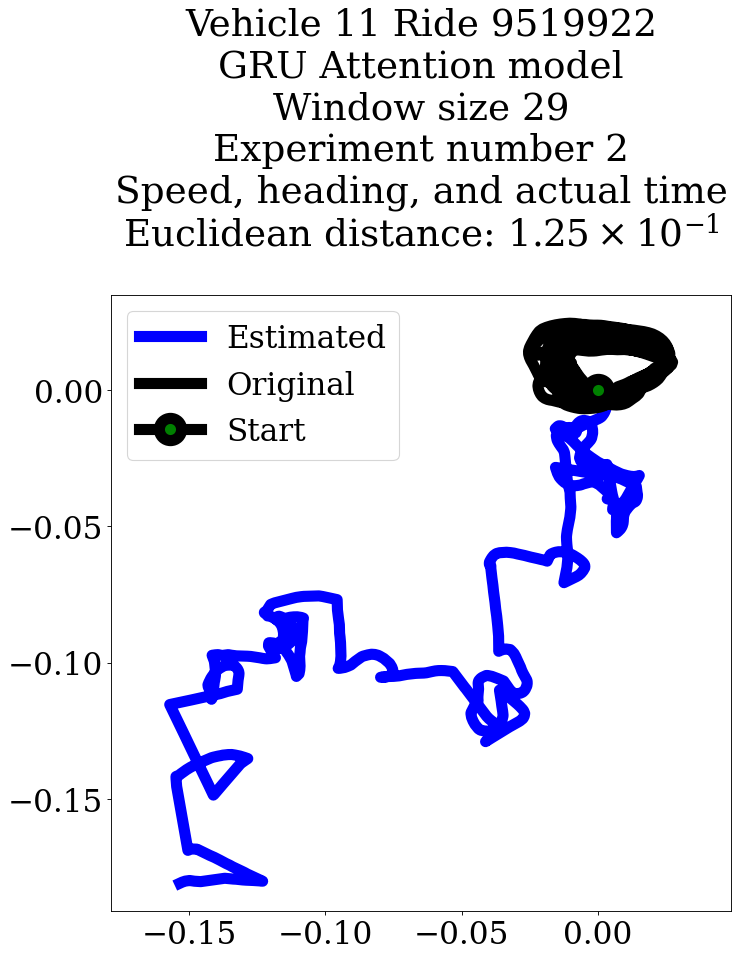 Vehicle 11 Ride 9519922
GRU Attention model
Window size 29
Experiment number 2
Speed, heading, and actual time
Euclidean distance: 1.25 × 10⁻¹
Estimated
Original
Start
0.00
−0.05
−0.10
−0.15
−0.15 −0.10 −0.05 0.00